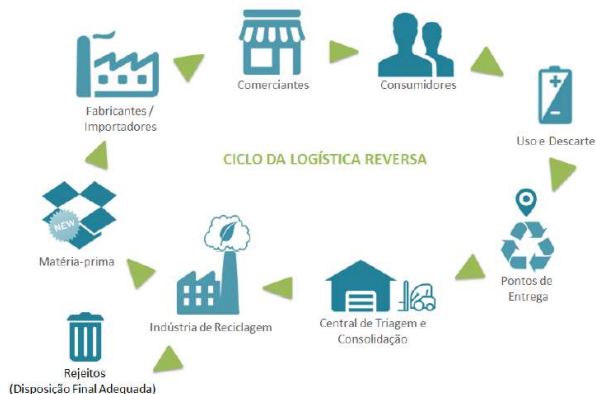 Fabricantes /
Importadores
Comerciantes
Consumidores
Uso e Descarte
CICLO DA LOGÍSTICA REVERSA
NEW
Matéria-prima
Indústria de Reciclagem
Central de Triagem e
Consolidação
Pontos de
Entrega
Rejeitos
(Disposição Final Adequada)